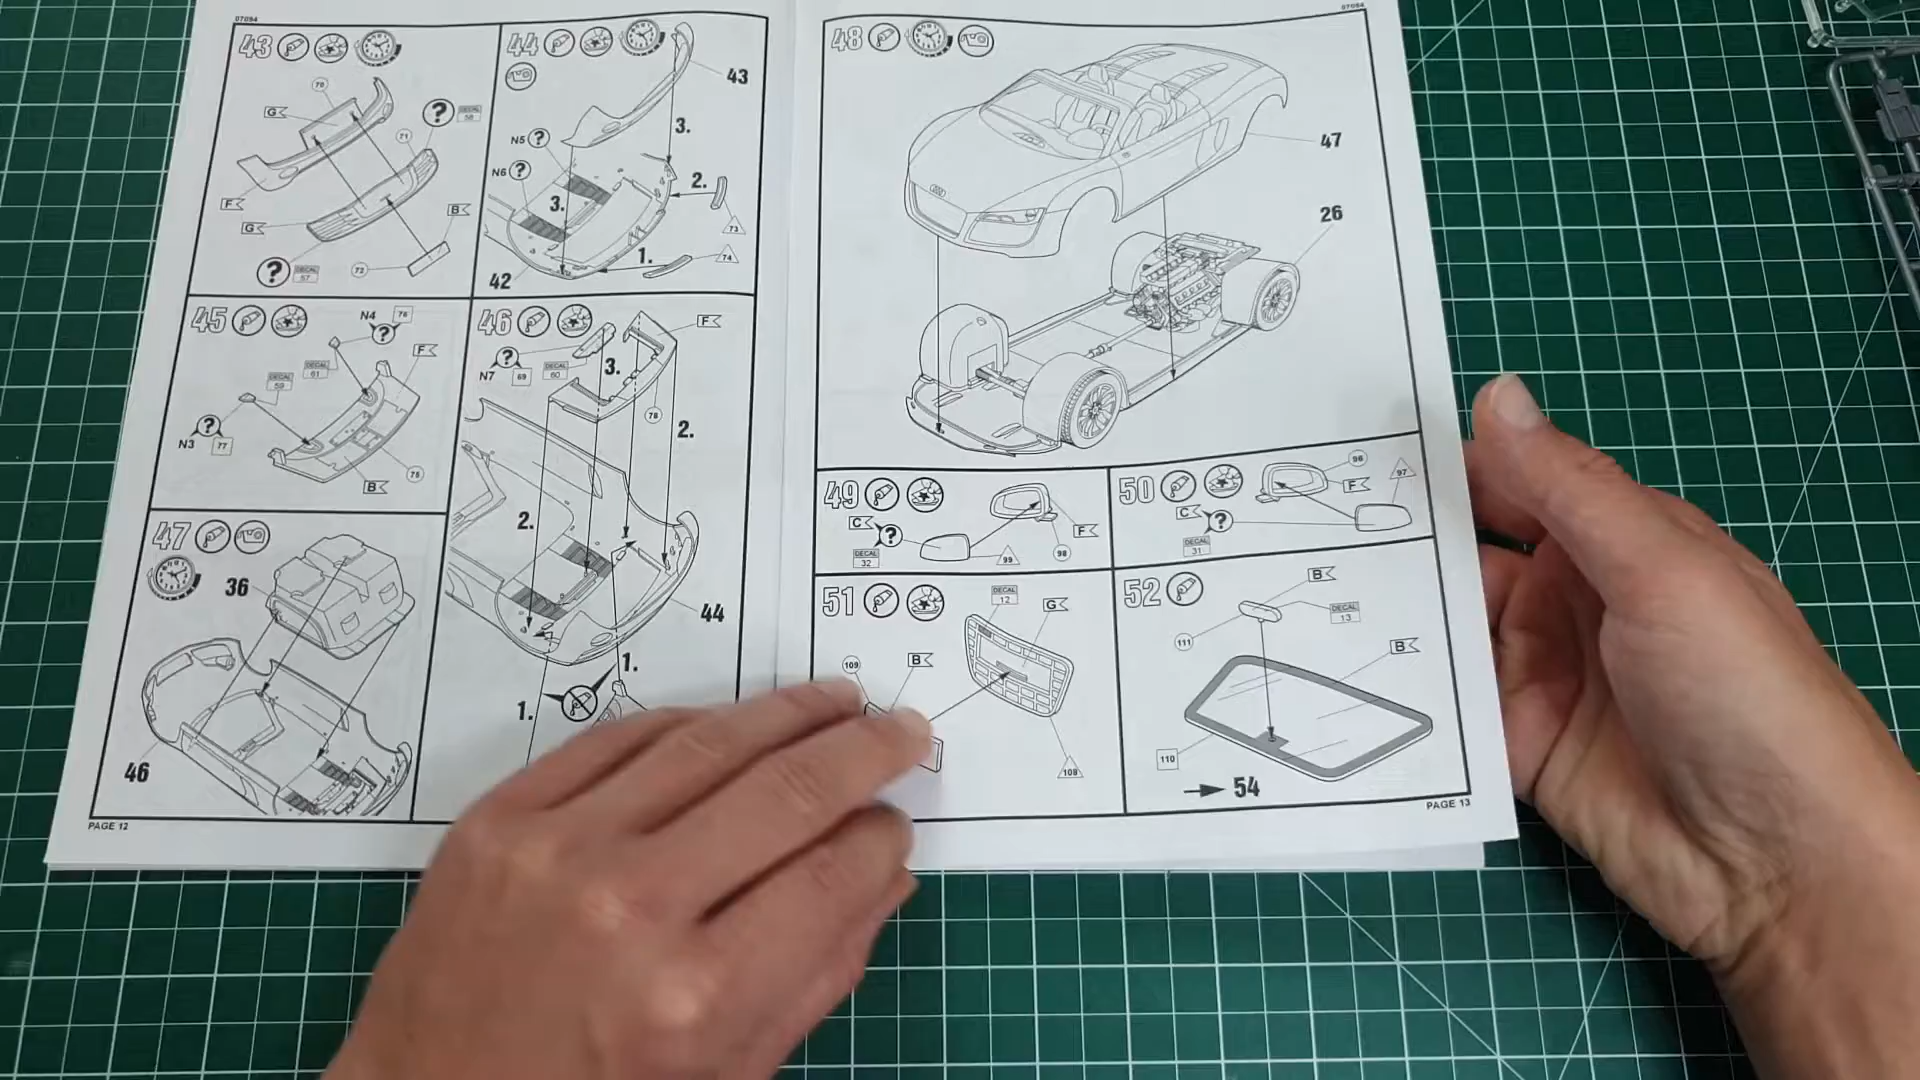 07094
43
70
G
?
DECAL
58
71
F
G
B
?
DECAL
57
72
44
43
3.
N5 ?
N6 ?
2.
3.
73
1.
74
42
45
N4
76
?
DECAL
61
F
DECAL
59
N3
?
77
75
B
46
F
N7
?
69
DECAL
60
3.
78
2.
2.
44
1.
1.
47
36
46
PAGE 12
07094
48
47
26
49
C
?
DECAL
32
F
98
99
50
96
97
F
C
?
DECAL
31
51
DECAL
12
G
109
B
108
52
B
DECAL
13
111
B
110
54
PAGE 13